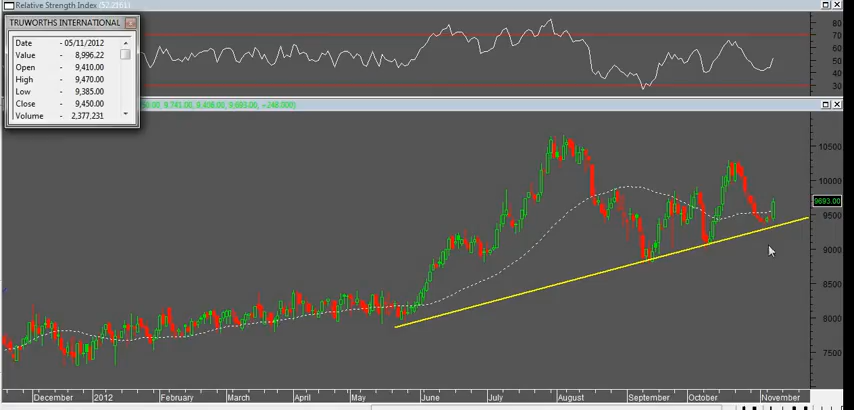 Relative Strength Index (52.2161)
TRUWORTHS INTERNATIONAL
Date - 05/11/2012
Value - 8,996.22
Open - 9,410.00
High - 9,470.00
Low - 9,385.00
Close - 9,450.00
Volume - 2,377,231
80
70
60
50
40
30
9,741.00, 9,408.00, 9,693.00, -248.000)
10500
10000
9693.00
9500
9000
8500
8000
7500
December 2012 February March April May June July August September October November